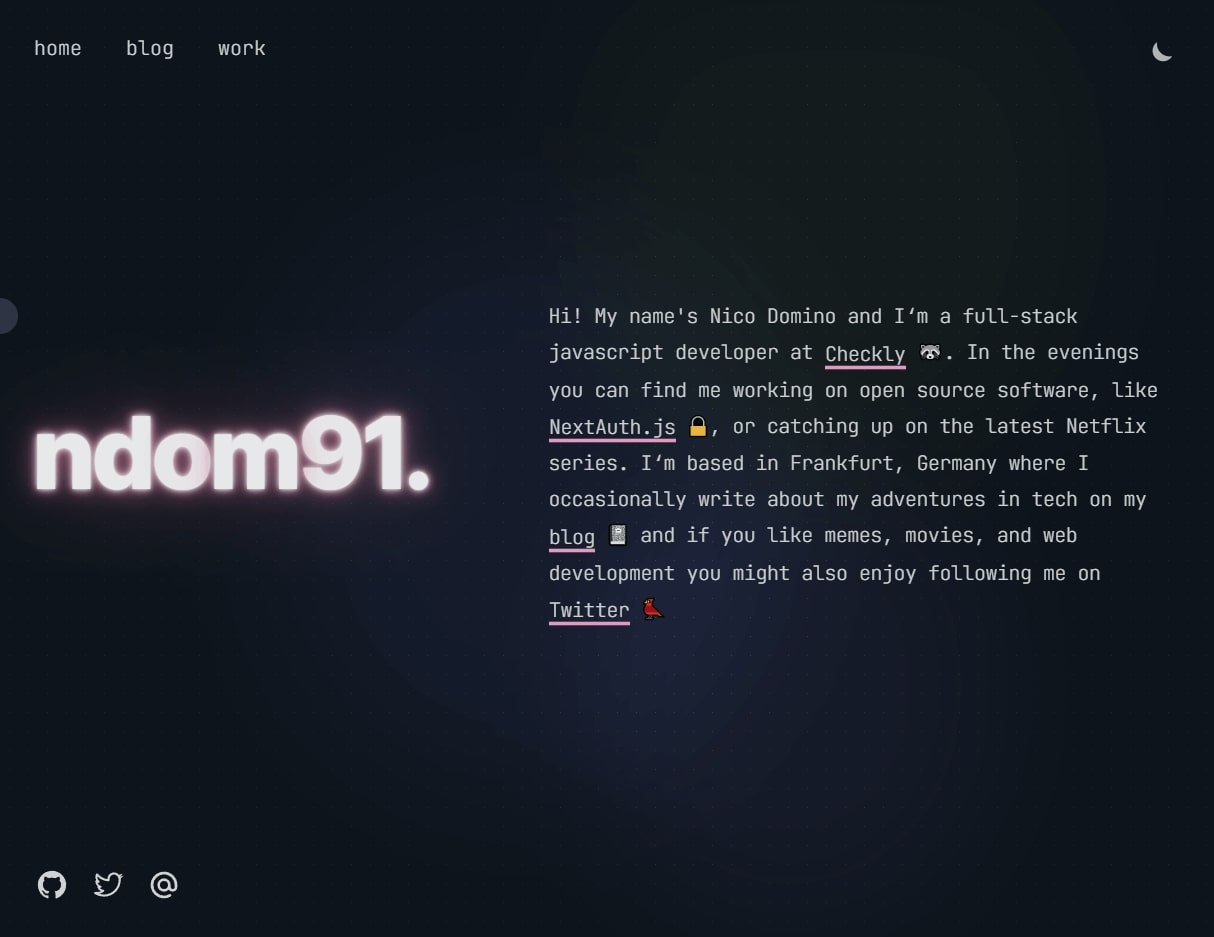 home blog work
Hi! My name's Nico Domino and I‘m a full-stack
javascript developer at Checkly 🦝. In the evenings
you can find me working on open source software, like
NextAuth.js 🔒, or catching up on the latest Netflix
series. I‘m based in Frankfurt, Germany where I
occasionally write about my adventures in tech on my
blog 📓 and if you like memes, movies, and web
development you might also enjoy following me on
Twitter 🐦
ndom91.